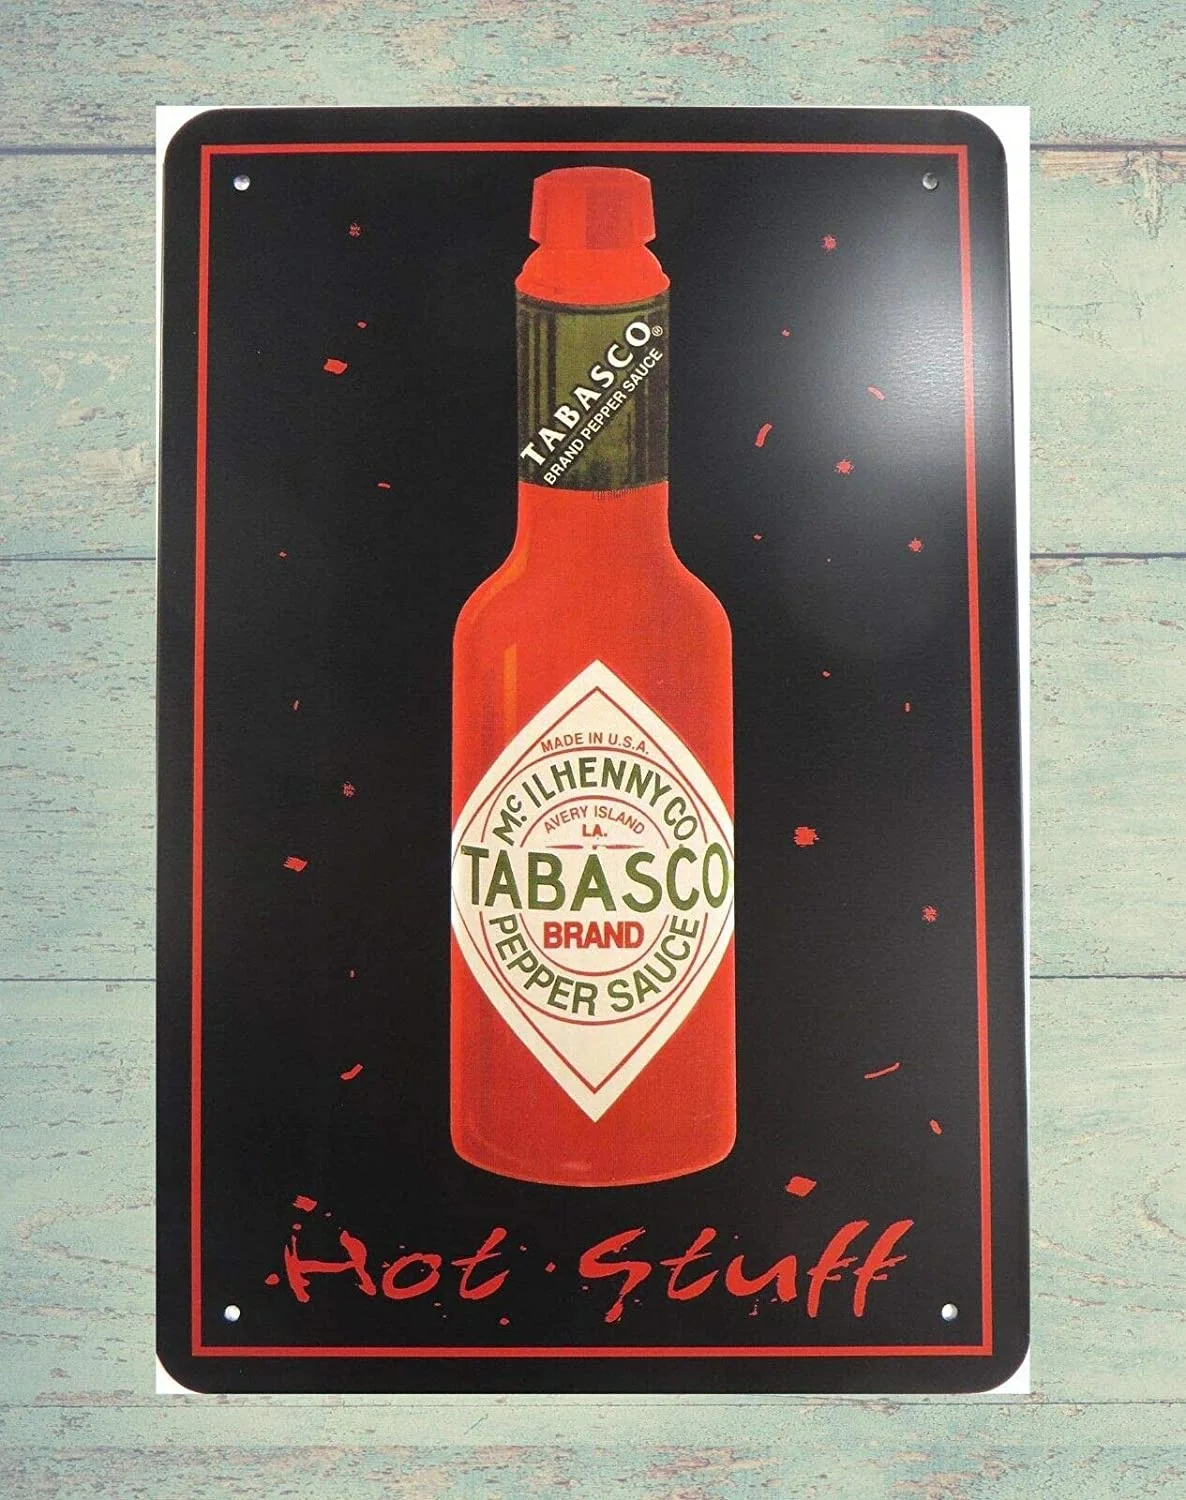 TABASCO®
BRAND PEPPER SAUCE
MADE IN U.S.A.
McILHENNY CO
AVERY ISLAND
LA.
TABASCO
BRAND
PEPPER SAUCE
Hot Stuff